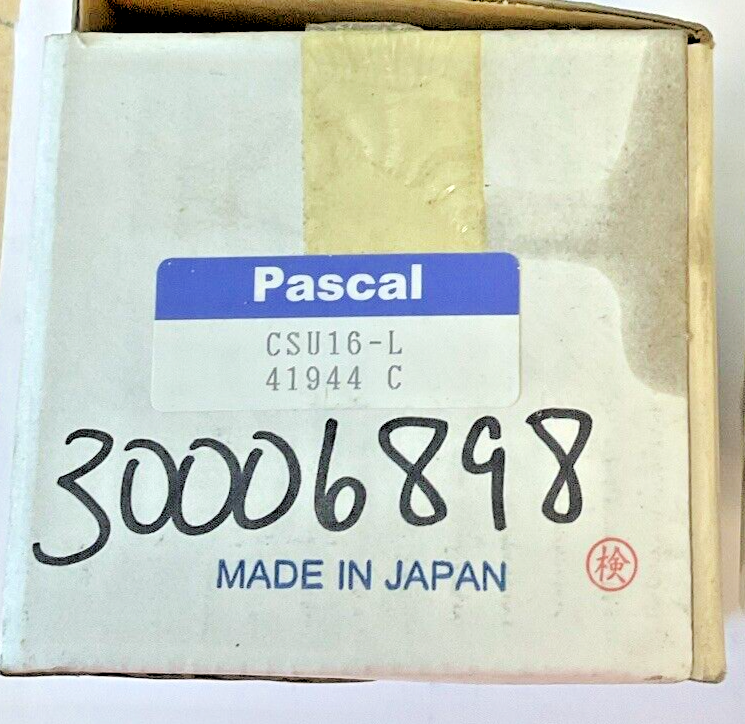 Pascal
CSU16-L
41944 C
30006898
MADE IN JAPAN
検